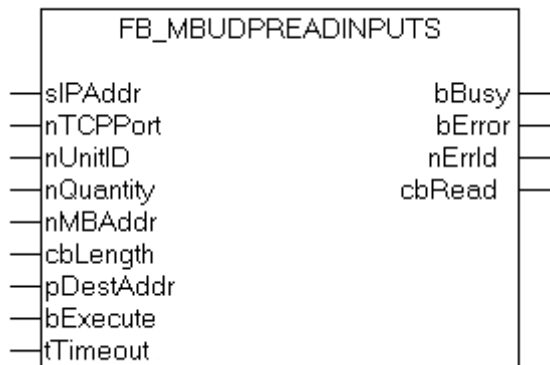 FB_MBUDPREADINPUTS
sIPAddr bBusy
nTCPPort bError
nUnitID nErrId
nQuantity cbRead
nMBAddr
cbLength
pDestAddr
bExecute
tTimeout